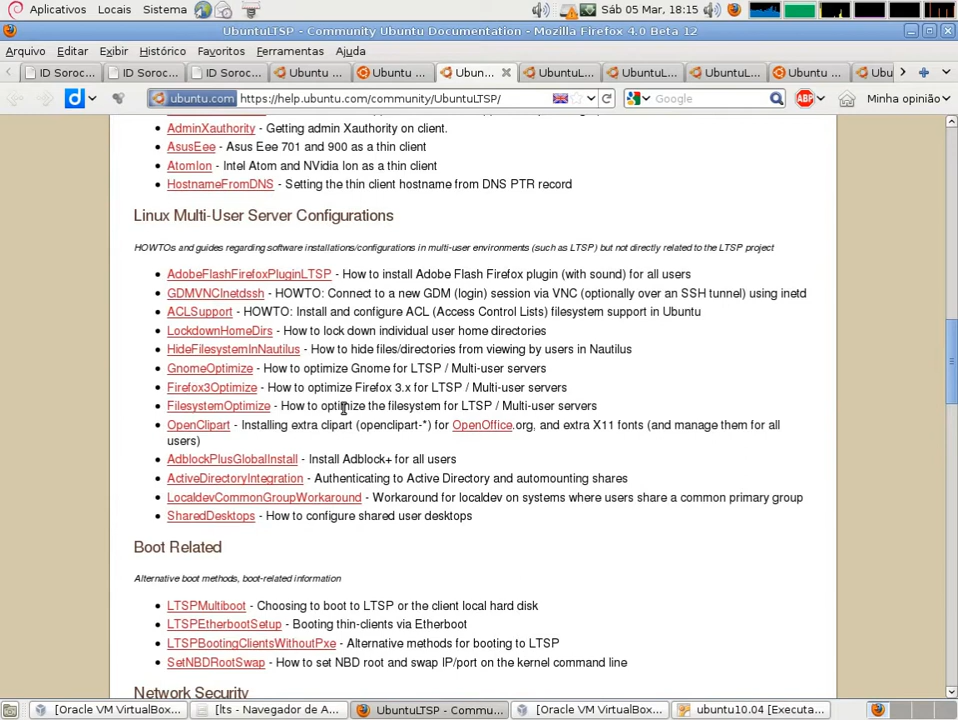 Aplicativos Locais Sistema Sáb 05 Mar, 18:15
UbuntuLTSP - Community Ubuntu Documentation - Mozilla Firefox 4.0 Beta 12
Arquivo Editar Exibir Histórico Favoritos Ferramentas Ajuda
ID Soroc... ID Soroc... ID Soroc... Ubuntu ... Ubuntu ... Ubun... UbuntuL... UbuntuL... UbuntuL... Ubuntu ... Ubu
ubuntu.com https://help.ubuntu.com/community/UbuntuLTSP/ Google ABP Minha opinião
AdminXauthority - Getting admin Xauthority on client.
AsusEee - Asus Eee 701 and 900 as a thin client
AtomIon - Intel Atom and NVidia Ion as a thin client
HostnameFromDNS - Setting the thin client hostname from DNS PTR record
Linux Multi-User Server Configurations
HOWTOs and guides regarding software installations/configurations in multi-user environments (such as LTSP) but not directly related to the LTSP project
AdobeFlashFirefoxPluginLTSP - How to install Adobe Flash Firefox plugin (with sound) for all users
GDMVNCInetdssh - HOWTO: Connect to a new GDM (login) session via VNC (optionally over an SSH tunnel) using inetd
ACLSupport - HOWTO: Install and configure ACL (Access Control Lists) filesystem support in Ubuntu
LockdownHomeDirs - How to lock down individual user home directories
HideFilesystemInNautilus - How to hide files/directories from viewing by users in Nautilus
GnomeOptimize - How to optimize Gnome for LTSP / Multi-user servers
Firefox3Optimize - How to optimize Firefox 3.x for LTSP / Multi-user servers
FilesystemOptimize - How to optimize the filesystem for LTSP / Multi-user servers
OpenClipart - Installing extra clipart (openclipart-*) for OpenOffice.org, and extra X11 fonts (and manage them for all
users)
AdblockPlusGlobalInstall - Install Adblock+ for all users
ActiveDirectoryIntegration - Authenticating to Active Directory and automounting shares
LocaldevCommonGroupWorkaround - Workaround for localdev on systems where users share a common primary group
SharedDesktops - How to configure shared user desktops
Boot Related
Alternative boot methods, boot-related information
LTSPMultiboot - Choosing to boot to LTSP or the client local hard disk
LTSPEtherbootSetup - Booting thin-clients via Etherboot
LTSPBootingClientsWithoutPxe - Alternative methods for booting to LTSP
SetNBDRootSwap - How to set NBD root and swap IP/port on the kernel command line
Network Security
[Oracle VM VirtualBox... [lts - Navegador de A... UbuntuLTSP - Commu... [Oracle VM VirtualBox... ubuntu10.04 [Executa...